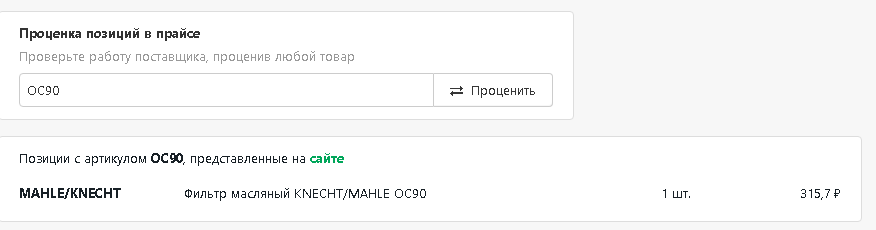 Проценка позиций в прайсе
Проверьте работу поставщика, проценив любой товар
OC90
Проценить
Позиции с артикулом OC90, представленные на сайте
MAHLE/KNECHT Фильтр масляный KNECHT/MAHLE OC90 1 шт. 315,7 ₽